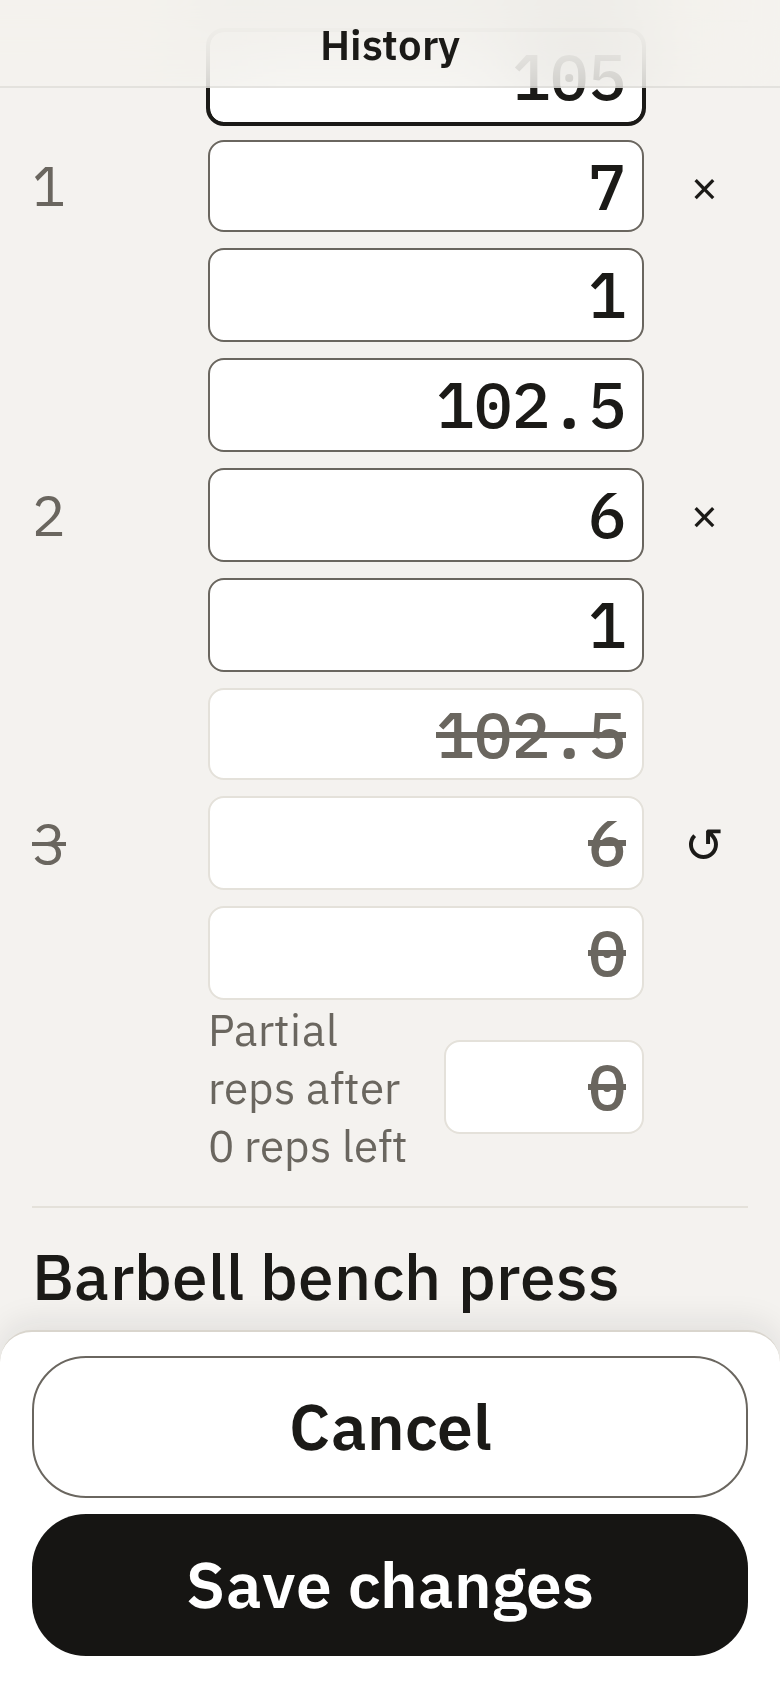 History
105
1 7 ×
1
102.5
2 6 ×
1
102.5
3 6 ↺
0
Partial
reps after
0 reps left
0
Barbell bench press
Cancel
Save changes